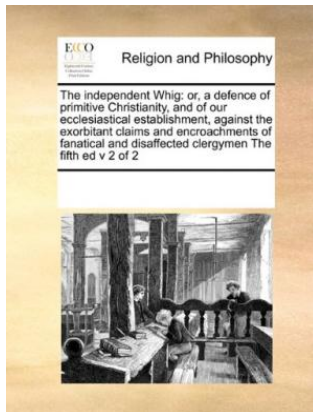 ECCO
Religion and Philosophy
The independent Whig: or, a defence of
primitive Christianity, and of our
ecclesiastical establishment, against the
exorbitant claims and encroachments of
fanatical and disaffected clergymen The
fifth ed v 2 of 2